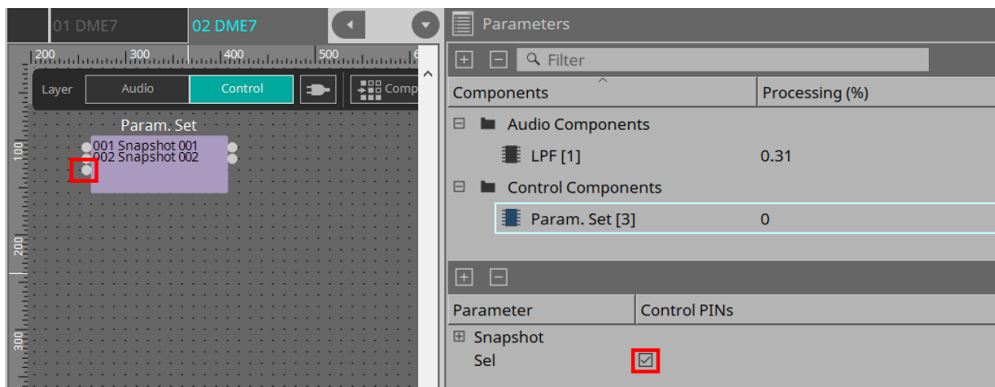 01 DME7
02 DME7
Parameters
200
300
400
500
Filter
Layer
Audio
Control
Comp
Components
Processing (%)
Param. Set
Audio Components
001 Snapshot 001
002 Snapshot 002
100
LPF [1]
0.31
Control Components
Param. Set [3]
0
200
Parameter
Control PINs
Snapshot
300
Sel